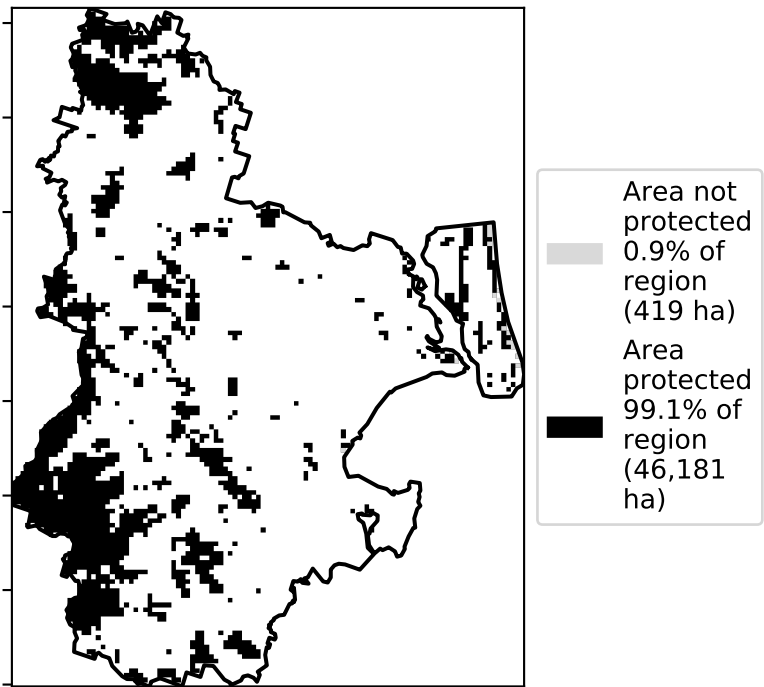 Area not
protected
0.9% of
region
(419 ha)
Area
protected
99.1% of
region
(46,181
ha)